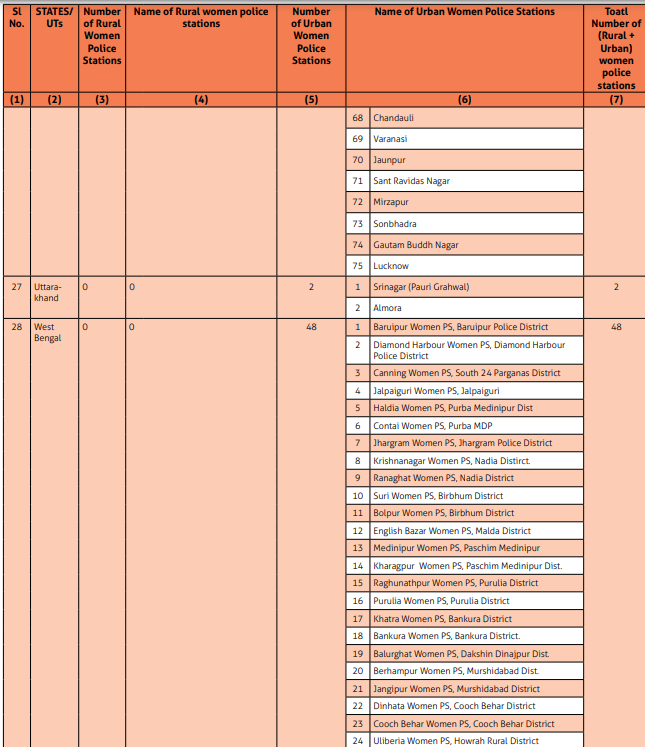 Sl No. STATES/ UTs Number of Rural Women Police Stations Name of Rural women police stations Number of Urban Women Police Stations Name of Urban Women Police Stations Toatl Number of (Rural + Urban) women police stations
(1) (2) (3) (4) (5) (6) (7)
68 Chandauli
69 Varanasi
70 Jaunpur
71 Sant Ravidas Nagar
72 Mirzapur
73 Sonbhadra
74 Gautam Buddh Nagar
75 Lucknow
27 Uttara-khand 0 0 2 1 Srinagar (Pauri Grahwal) 2
2 Almora
28 West Bengal 0 0 48 1 Baruipur Women PS, Baruipur Police District 48
2 Diamond Harbour Women PS, Diamond Harbour
Police District
3 Canning Women PS, South 24 Parganas District
4 Jalpaiguri Women PS, Jalpaiguri
5 Haldia Women PS, Purba Medinipur Dist
6 Contai Women PS, Purba MDP
7 Jhargram Women PS, Jhargram Police District
8 Krishnanagar Women PS, Nadia Distirct.
9 Ranaghat Women PS, Nadia District
10 Suri Women PS, Birbhum District
11 Bolpur Women PS, Birbhum District
12 English Bazar Women PS, Malda District
13 Medinipur Women PS, Paschim Medinipur
14 Kharagpur Women PS, Paschim Medinipur Dist.
15 Raghunathpur Women PS, Purulia District
16 Purulia Women PS, Purulia District
17 Khatra Women PS, Bankura District
18 Bankura Women PS, Bankura District.
19 Balurghat Women PS, Dakshin Dinajpur Dist.
20 Berhampur Women PS, Murshidabad Dist.
21 Jangipur Women PS, Murshidabad District
22 Dinhata Women PS, Cooch Behar District
23 Cooch Behar Women PS, Cooch Behar District
24 Uliberia Women PS, Howrah Rural District